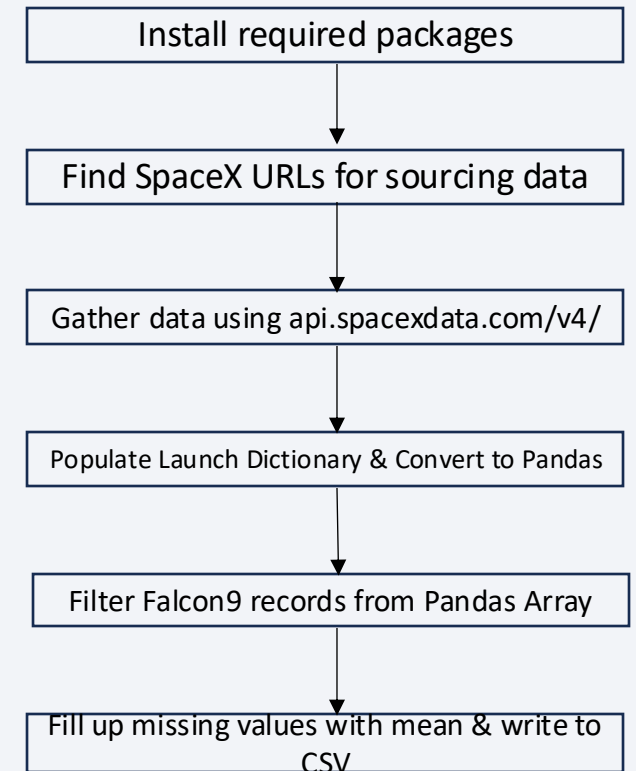 Install required packages
Find SpaceX URLs for sourcing data
Gather data using api.spacexdata.com/v4/
Populate Launch Dictionary & Convert to Pandas
Filter Falcon9 records from Pandas Array
Fill up missing values with mean & write to
CSV